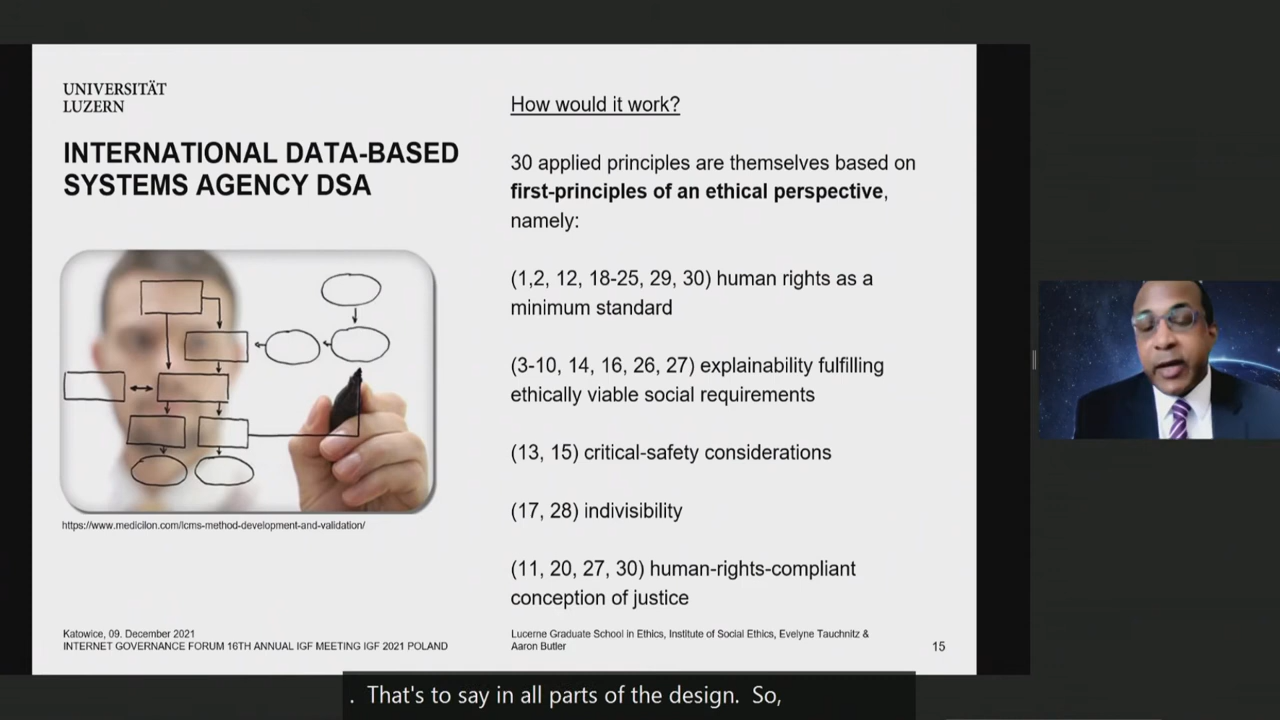 UNIVERSITÄT
LUZERN
INTERNATIONAL DATA-BASED
SYSTEMS AGENCY DSA
https://www.medicilon.com/lcms-method-development-and-validation/
How would it work?
30 applied principles are themselves based on
first-principles of an ethical perspective,
namely:
(1,2, 12, 18-25, 29, 30) human rights as a
minimum standard
(3-10, 14, 16, 26, 27) explainability fulfilling
ethically viable social requirements
(13, 15) critical-safety considerations
(17, 28) indivisibility
(11, 20, 27, 30) human-rights-compliant
conception of justice
Katowice, 09. December 2021
INTERNET GOVERNANCE FORUM 16TH ANNUAL IGF MEETING IGF 2021 POLAND
Lucerne Graduate School in Ethics, Institute of Social Ethics, Evelyne Tauchnitz &
Aaron Butler
15
. That's to say in all parts of the design. So,